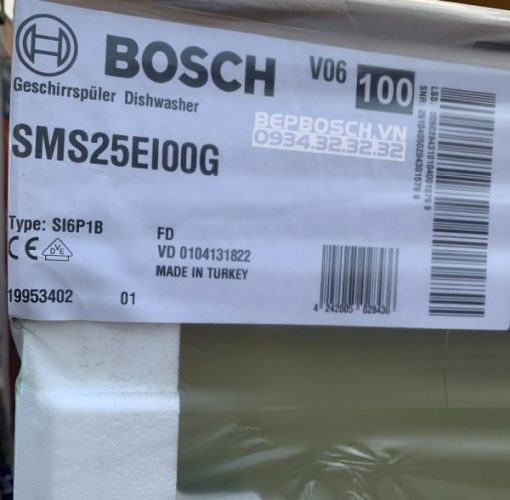 BOSCH
V06
100
Geschirrspüler Dishwasher
BEPBOSCH.VN
0934.32.32.32
SMS25EI00G
Type: SI6P1B
FD
VD 0104131822
MADE IN TURKEY
CE
19953402 01
4 242005 028436